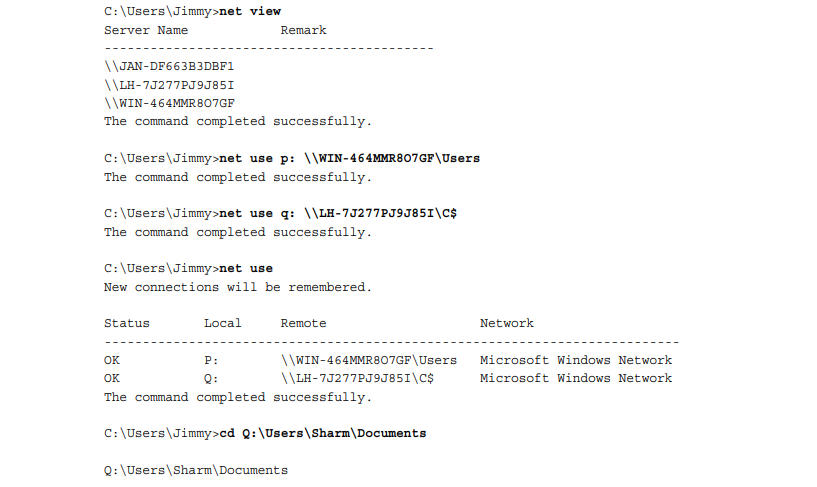 C:\Users\Jimmy>net view
Server Name Remark
-------------------------------------------
\\JAN-DF663B3DBF1
\\LH-7J277PJ9J85I
\\WIN-464MMR8O7GF
The command completed successfully.
C:\Users\Jimmy>net use p: \\WIN-464MMR8O7GF\Users
The command completed successfully.
C:\Users\Jimmy>net use q: \\LH-7J277PJ9J85I\C$
The command completed successfully.
C:\Users\Jimmy>net use
New connections will be remembered.
Status Local Remote Network
---------------------------------------------------------------------------
OK P: \\WIN-464MMR8O7GF\Users Microsoft Windows Network
OK Q: \\LH-7J277PJ9J85I\C$ Microsoft Windows Network
The command completed successfully.
C:\Users\Jimmy>cd Q:\Users\Sharm\Documents
Q:\Users\Sharm\Documents